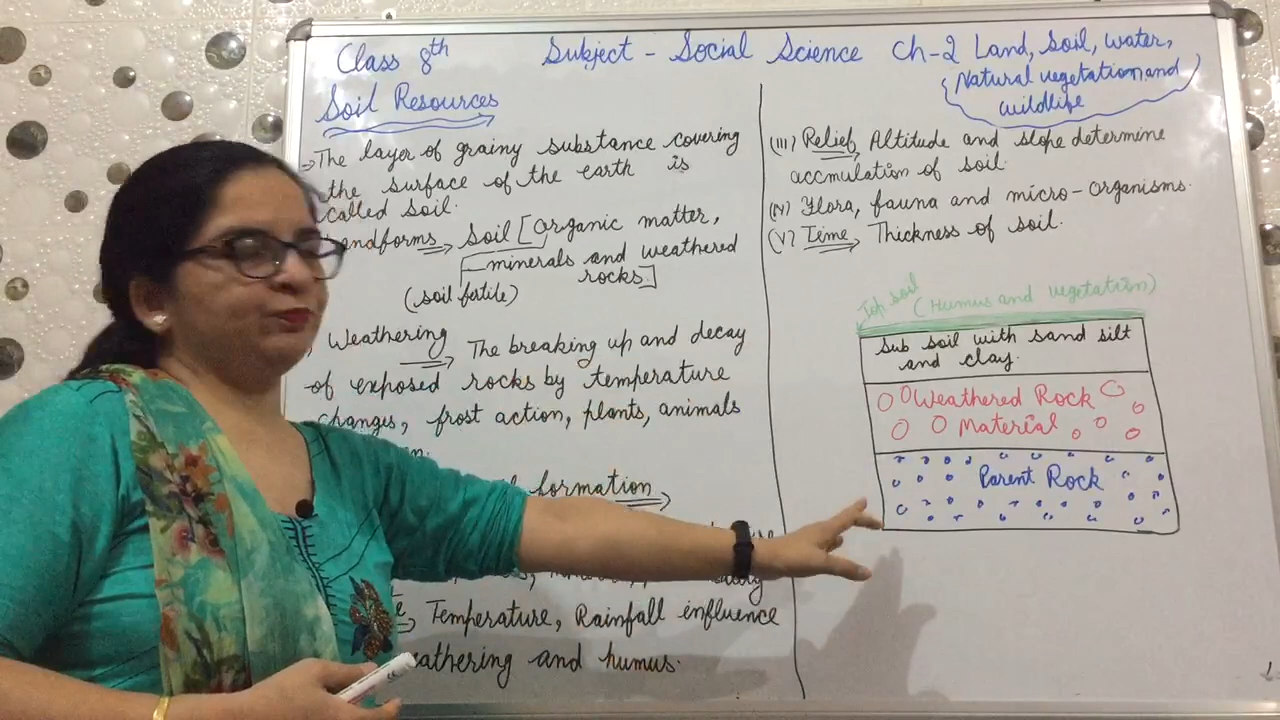 Class 8th Subject - Social Science Ch-2 Land, Soil, water,
(Natural vegetation and
wildlife
Soil Resources
→ The layer of grainy substance covering
the surface of the earth is
called soil.
andforms → Soil [Organic matter,
minerals and weathered
rocks]
(soil fertile)
Weathering → The breaking up and decay
of exposed rocks by temperature
changes, frost action, plants, animals
formation →
Temperature, Rainfall influence
eathering and humus.
(III) Relief → Altitude and slope determine
accmulation of soil.
(IV) Flora, fauna and micro-organisms.
(V) Time → Thickness of soil.
Top soil (Humus and vegetation)
Sub soil with sand silt
and clay.
Weathered Rock
Material
Parent Rock